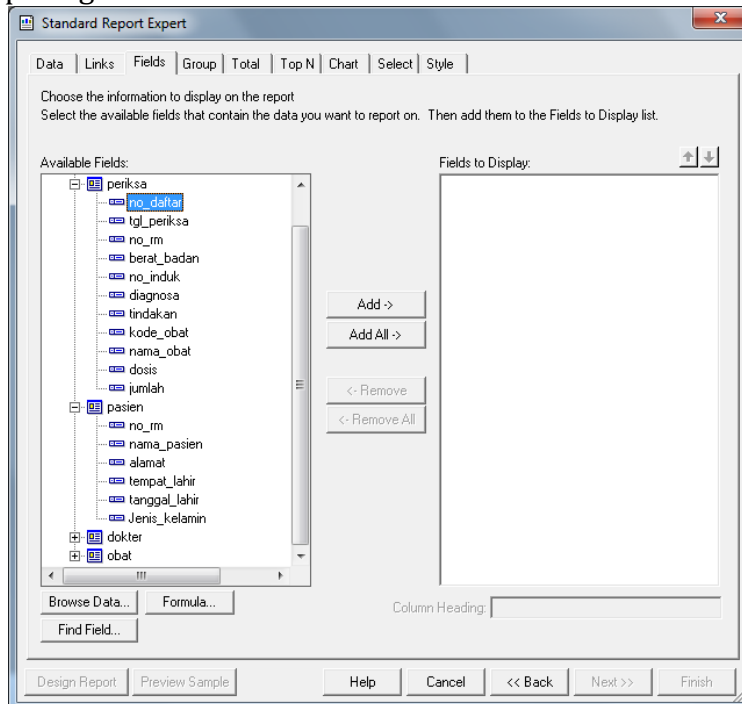 Standard Report Expert
Data Links Fields Group Total Top N Chart Select Style
Choose the information to display on the report
Select the available fields that contain the data you want to report on. Then add them to the Fields to Display list.
Available Fields:
Fields to Display:
periksa
no_daftar
tgl_periksa
no_rm
berat_badan
no_induk
diagnosa
tindakan
kode_obat
nama_obat
dosis
jumlah
pasien
no_rm
nama_pasien
alamat
tempat_lahir
tanggal_lahir
Jenis_kelamin
dokter
obat
Add ->
Add All ->
<- Remove
<- Remove All
Browse Data... Formula...
Find Field...
Column Heading:
Design Report Preview Sample Help Cancel << Back Next >> Finish